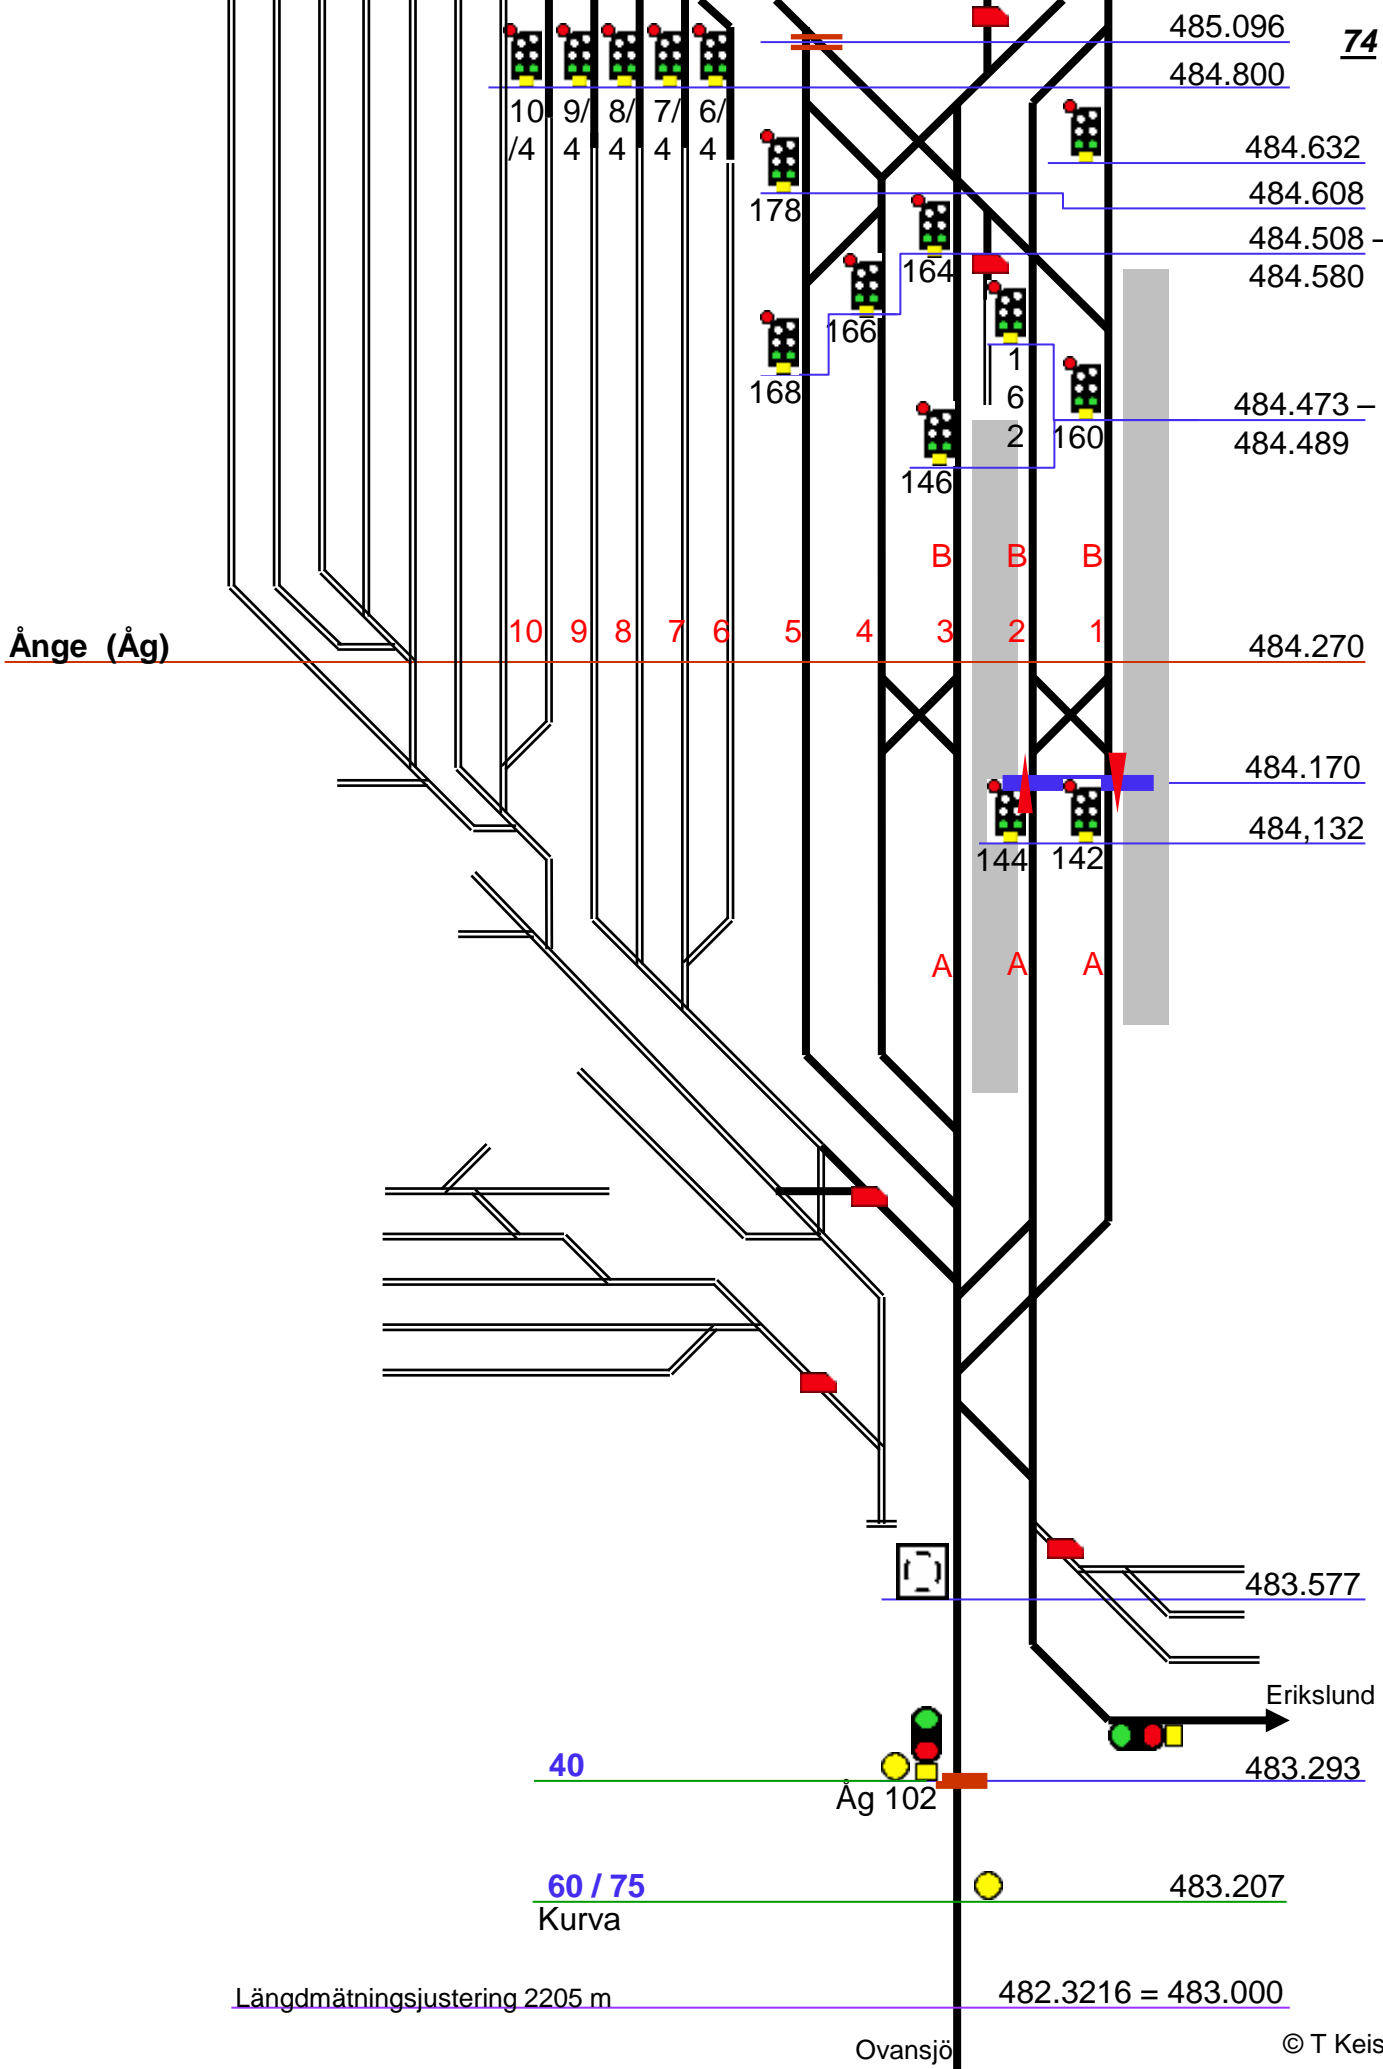 485.096
74
484.800
10 9/ 8/ 7/ 6/
/4 4 4 4 4
484.632
178
484.608
484.508 –
164
484.580
166
168
1
6
2
160
484.473 –
484.489
146
B B B
Ånge (Åg)
10 9 8 7 6 5 4 3 2 1
484.270
484.170
484,132
144 142
A A A
483.577
Erikslund
40
483.293
Åg 102
60 / 75
483.207
Kurva
Längdmätningsjustering 2205 m
482.3216 = 483.000
Ovansjö
© T Keis